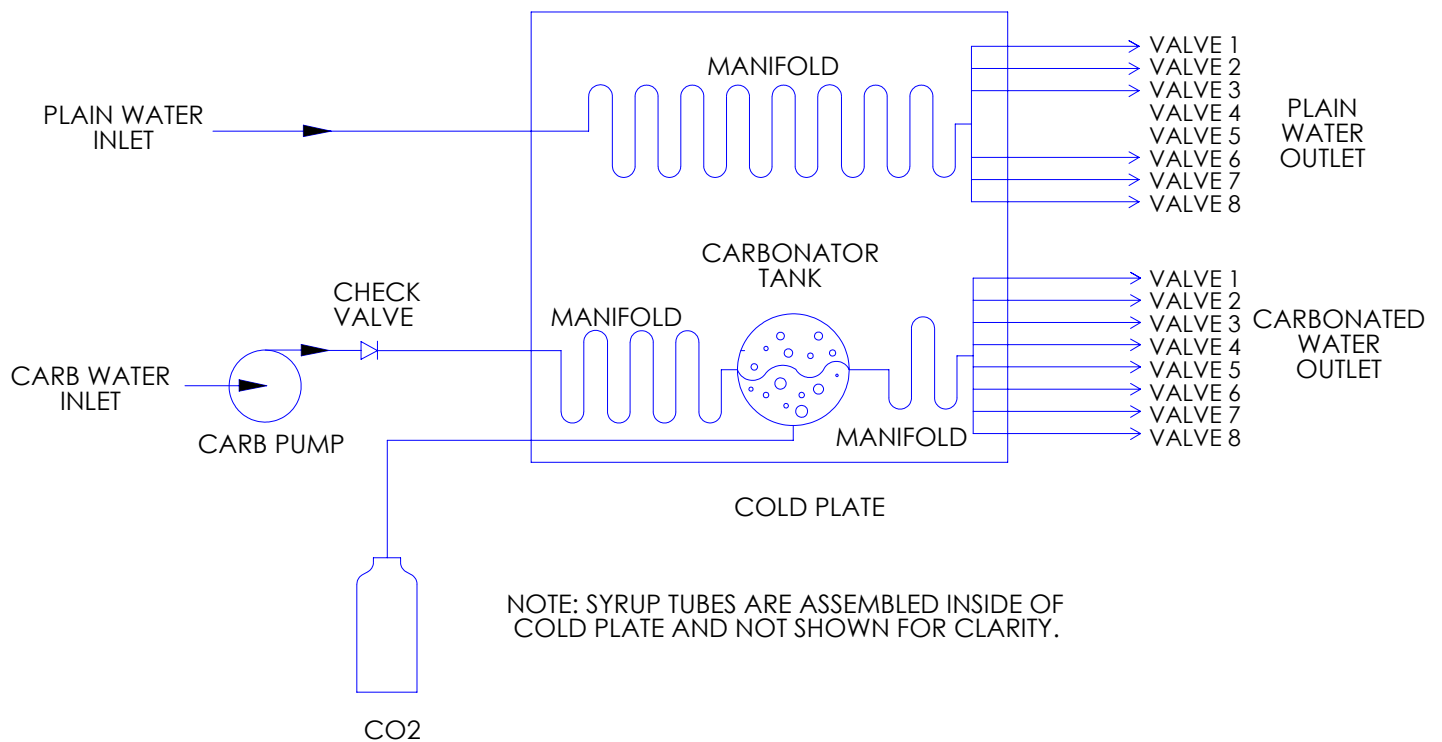 MANIFOLD
PLAIN WATER
INLET
VALVE 1
VALVE 2
VALVE 3
VALVE 4
VALVE 5
VALVE 6
VALVE 7
VALVE 8
PLAIN
WATER
OUTLET
CARBONATOR
TANK
CHECK
VALVE
MANIFOLD
CARB WATER
INLET
CARB PUMP
MANIFOLD
VALVE 1
VALVE 2
VALVE 3
VALVE 4
VALVE 5
VALVE 6
VALVE 7
VALVE 8
CARBONATED
WATER
OUTLET
COLD PLATE
NOTE: SYRUP TUBES ARE ASSEMBLED INSIDE OF
COLD PLATE AND NOT SHOWN FOR CLARITY.
CO2